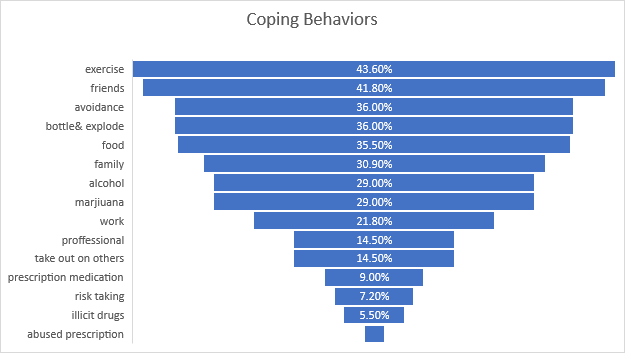 Coping Behaviors
exercise 43.60%
friends 41.80%
avoidance 36.00%
bottle& explode 36.00%
food 35.50%
family 30.90%
alcohol 29.00%
marjiuana 29.00%
work 21.80%
proffessional 14.50%
take out on others 14.50%
prescription medication 9.00%
risk taking 7.20%
illicit drugs 5.50%
abused prescription